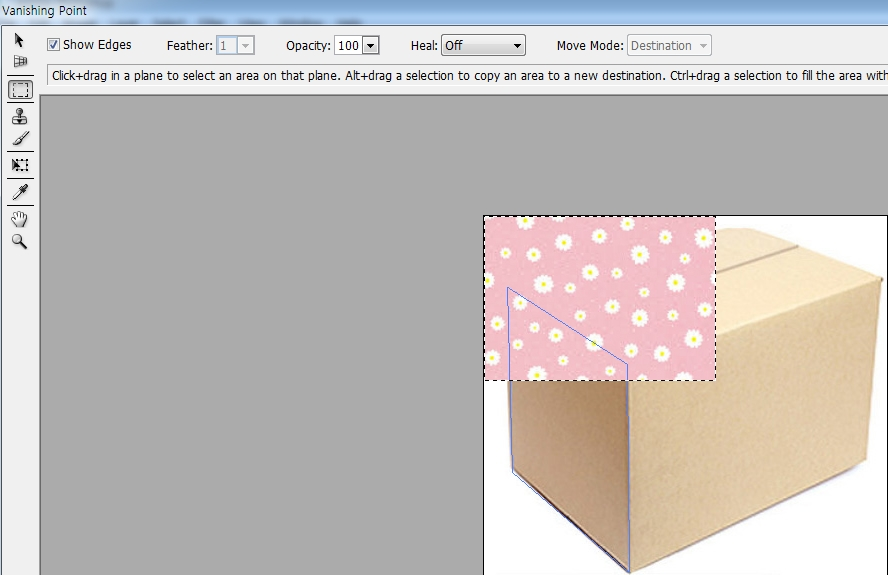 Vanishing Point
Show Edges Feather: 1 Opacity: 100 Heal: Off Move Mode: Destination
Click+drag in a plane to select an area on that plane. Alt+drag a selection to copy an area to a new destination. Ctrl+drag a selection to fill the area with